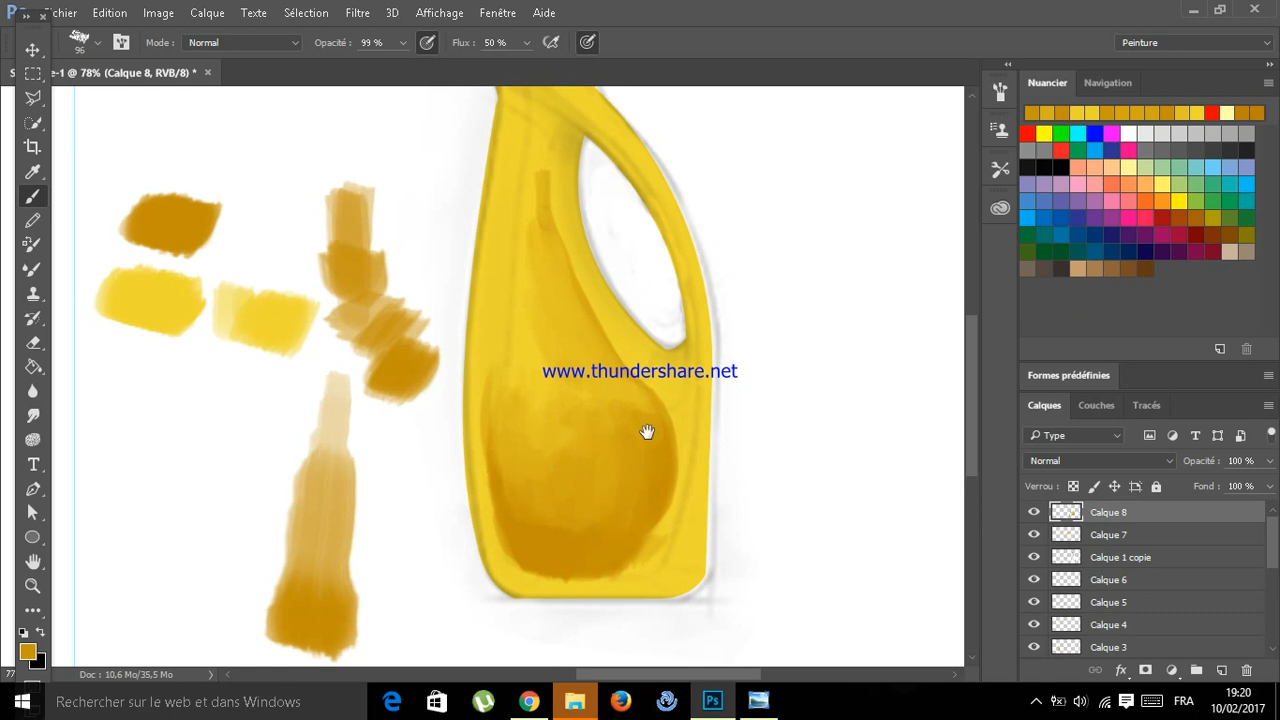 Fichier Edition Image Calque Texte Sélection Filtre 3D Affichage Fenêtre Aide
96 Mode : Normal Opacité : 99 % Flux : 50 % Peinture
e-1 @ 78% (Calque 8, RVB/8) * ×
Nuancier Navigation
Formes prédéfinies
Calques Couches Tracés
Type
Normal Opacité : 100 %
Verrou : Fond : 100 %
Calque 8
Calque 7
Calque 1 copie
Calque 6
Calque 5
Calque 4
Calque 3
www.thundershare.net
Doc : 10,6 Mo/35,5 Mo
Rechercher sur le web et dans Windows
FRA
19:20
10/02/2017